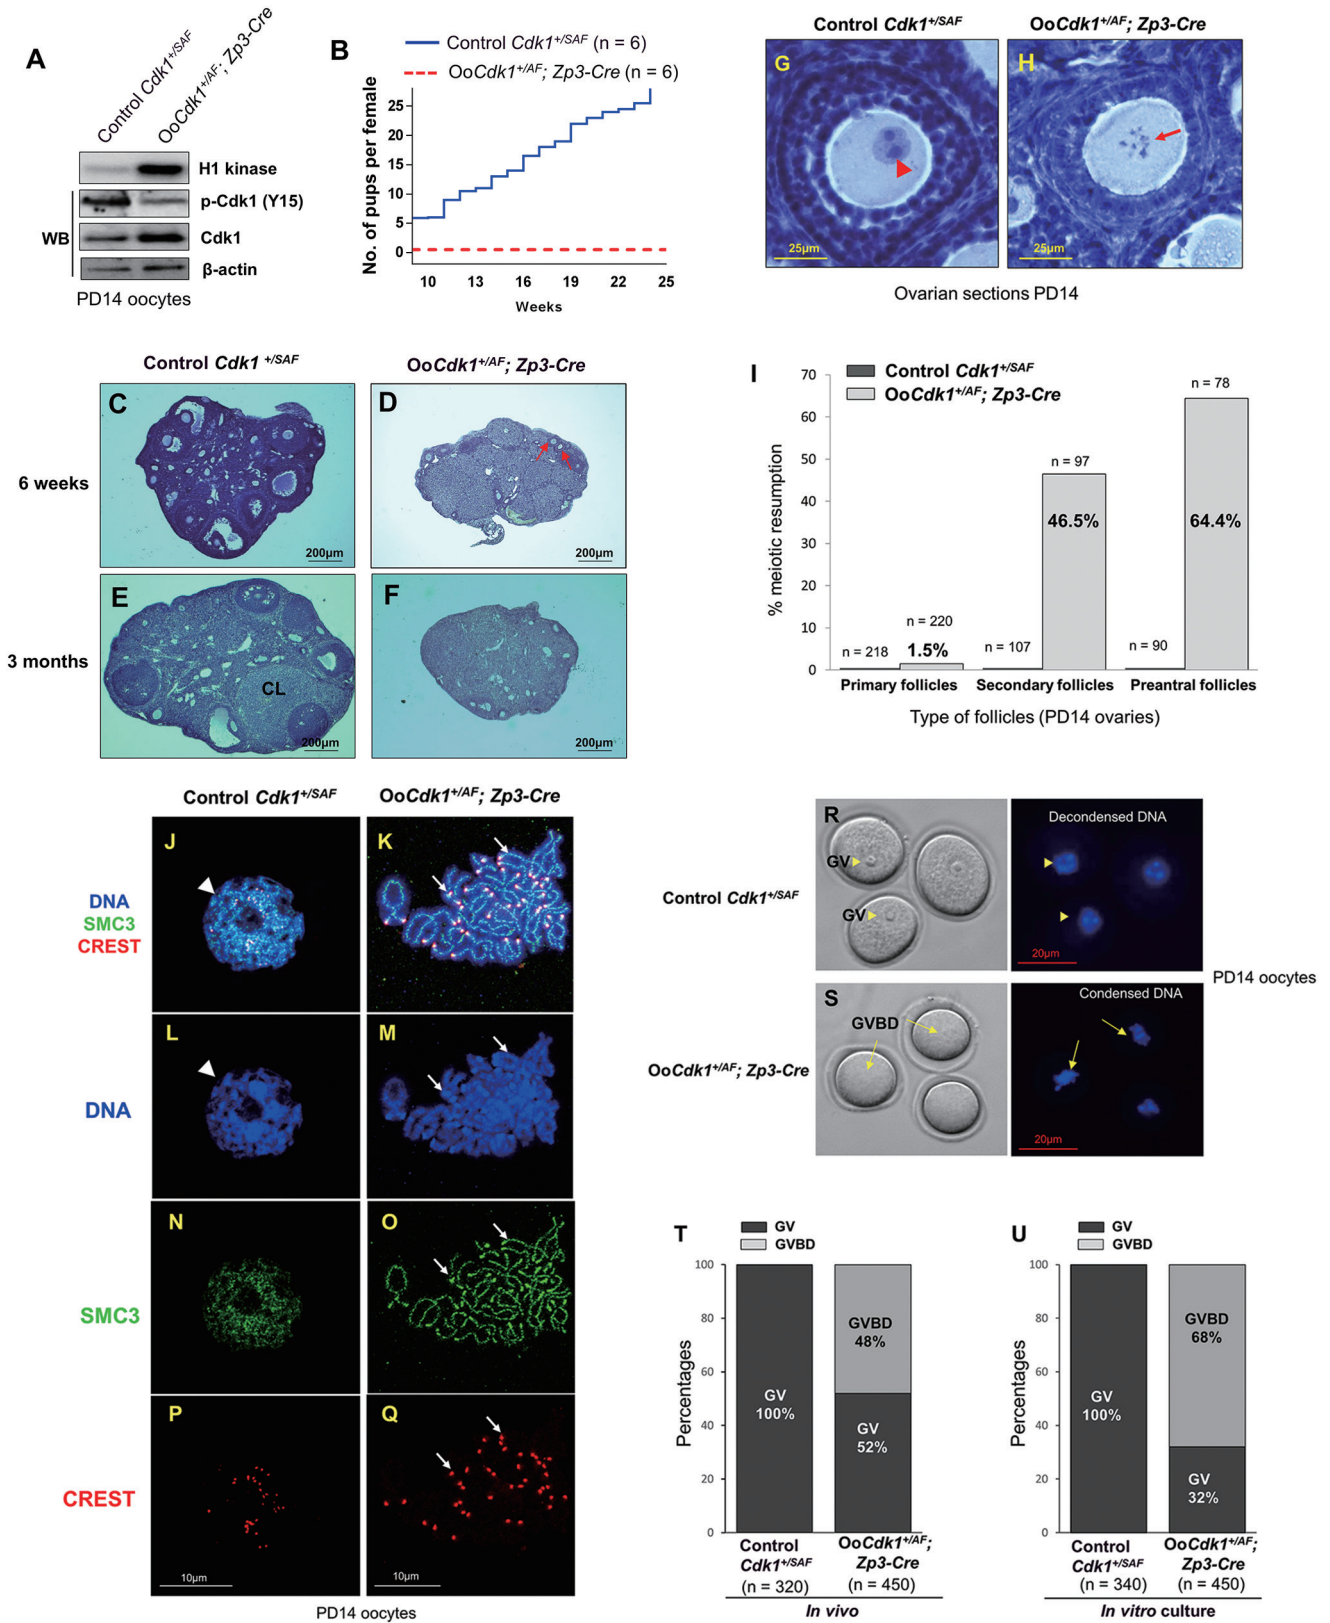 A
Control Cdk1+/SAF
OoCdk1+/AF; Zp3-Cre
H1 kinase
p-Cdk1 (Y15)
Cdk1
β-actin
WB
PD14 oocytes
B
Control Cdk1+/SAF (n = 6)
OoCdk1+/AF; Zp3-Cre (n = 6)
No. of pups per female
25
20
15
10
5
0
10 13 16 19 22 25
Weeks
Control Cdk1+/SAF OoCdk1+/AF; Zp3-Cre
G H
25µm 25µm
Ovarian sections PD14
Control Cdk1 +/SAF OoCdk1+/AF; Zp3-Cre
6 weeks
C D
200µm 200µm
3 months
E F
CL
200µm 200µm
I
Control Cdk1+/SAF
OoCdk1+/AF; Zp3-Cre
% meiotic resumption
70
60
50
40
30
20
10
0
n = 218
n = 220
1.5%
n = 107
n = 97
46.5%
n = 90
n = 78
64.4%
Primary follicles Secondary follicles Preantral follicles
Type of follicles (PD14 ovaries)
Control Cdk1+/SAF OoCdk1+/AF; Zp3-Cre
J K
DNA
SMC3
CREST
L M
DNA
N O
SMC3
P Q
CREST
10µm 10µm
PD14 oocytes
R
Control Cdk1+/SAF
GV
GV
Decondensed DNA
20µm
PD14 oocytes
S
OoCdk1+/AF; Zp3-Cre
GVBD
Condensed DNA
20µm
T
GV
GVBD
Percentages
100
80
60
40
20
0
GV
100%
GVBD
48%
GV
52%
Control
Cdk1+/SAF
(n = 320)
OoCdk1+/AF;
Zp3-Cre
(n = 450)
In vivo
U
GV
GVBD
Percentages
100
80
60
40
20
0
GV
100%
GVBD
68%
GV
32%
Control
Cdk1+/SAF
(n = 340)
OoCdk1+/AF;
Zp3-Cre
(n = 450)
In vitro culture